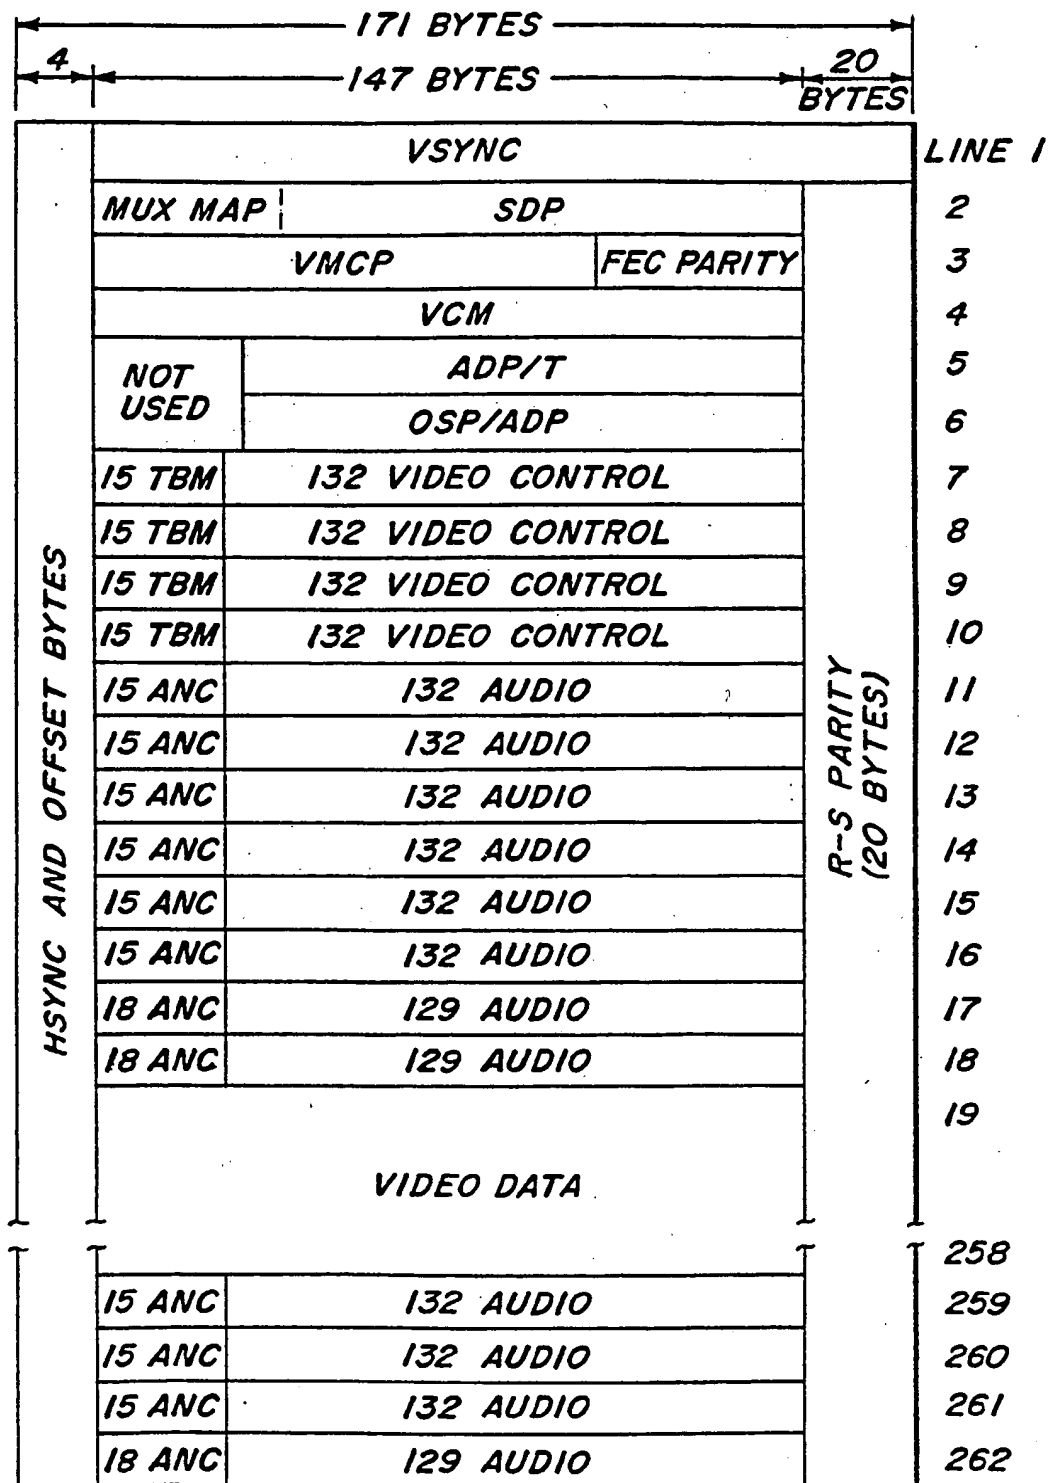 171 BYTES
4 147 BYTES 20 BYTES
VSYNC LINE 1
MUX MAP SDP 2
VMCP FEC PARITY 3
VCM 4
NOT USED
ADP/T 5
OSP/ADP 6
15 TBM 132 VIDEO CONTROL 7
15 TBM 132 VIDEO CONTROL 8
15 TBM 132 VIDEO CONTROL 9
15 TBM 132 VIDEO CONTROL 10
15 ANC 132 AUDIO 11
15 ANC 132 AUDIO 12
15 ANC 132 AUDIO 13
15 ANC 132 AUDIO 14
15 ANC 132 AUDIO 15
15 ANC 132 AUDIO 16
18 ANC 129 AUDIO 17
18 ANC 129 AUDIO 18
19
VIDEO DATA
258
15 ANC 132 AUDIO 259
15 ANC 132 AUDIO 260
15 ANC 132 AUDIO 261
18 ANC 129 AUDIO 262
HSYNC AND OFFSET BYTES
R-S PARITY
(20 BYTES)